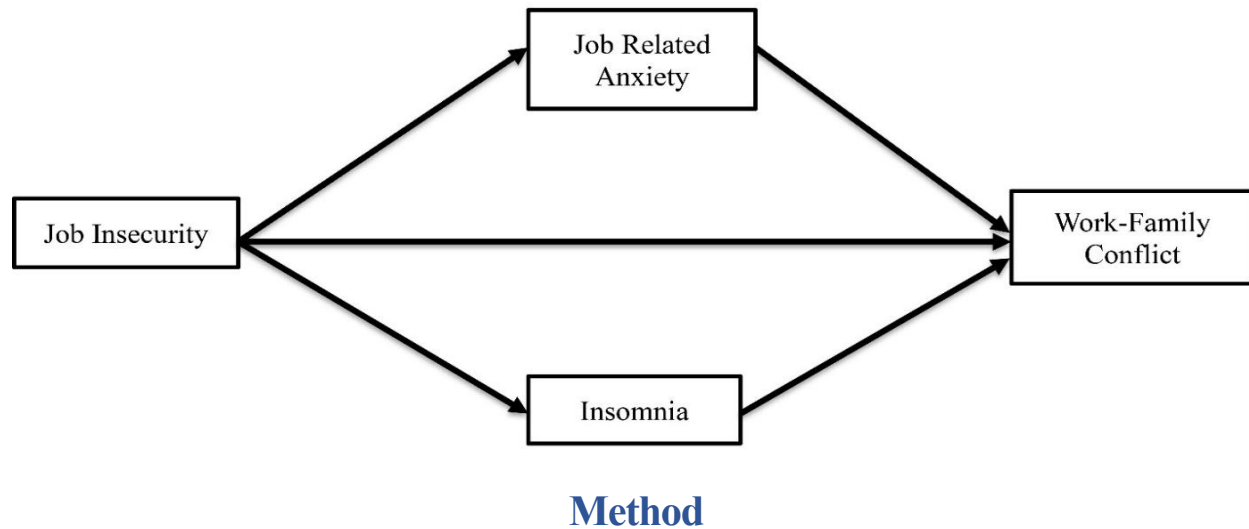 Job Related
Anxiety
Job Insecurity
Work-Family
Conflict
Insomnia
Method